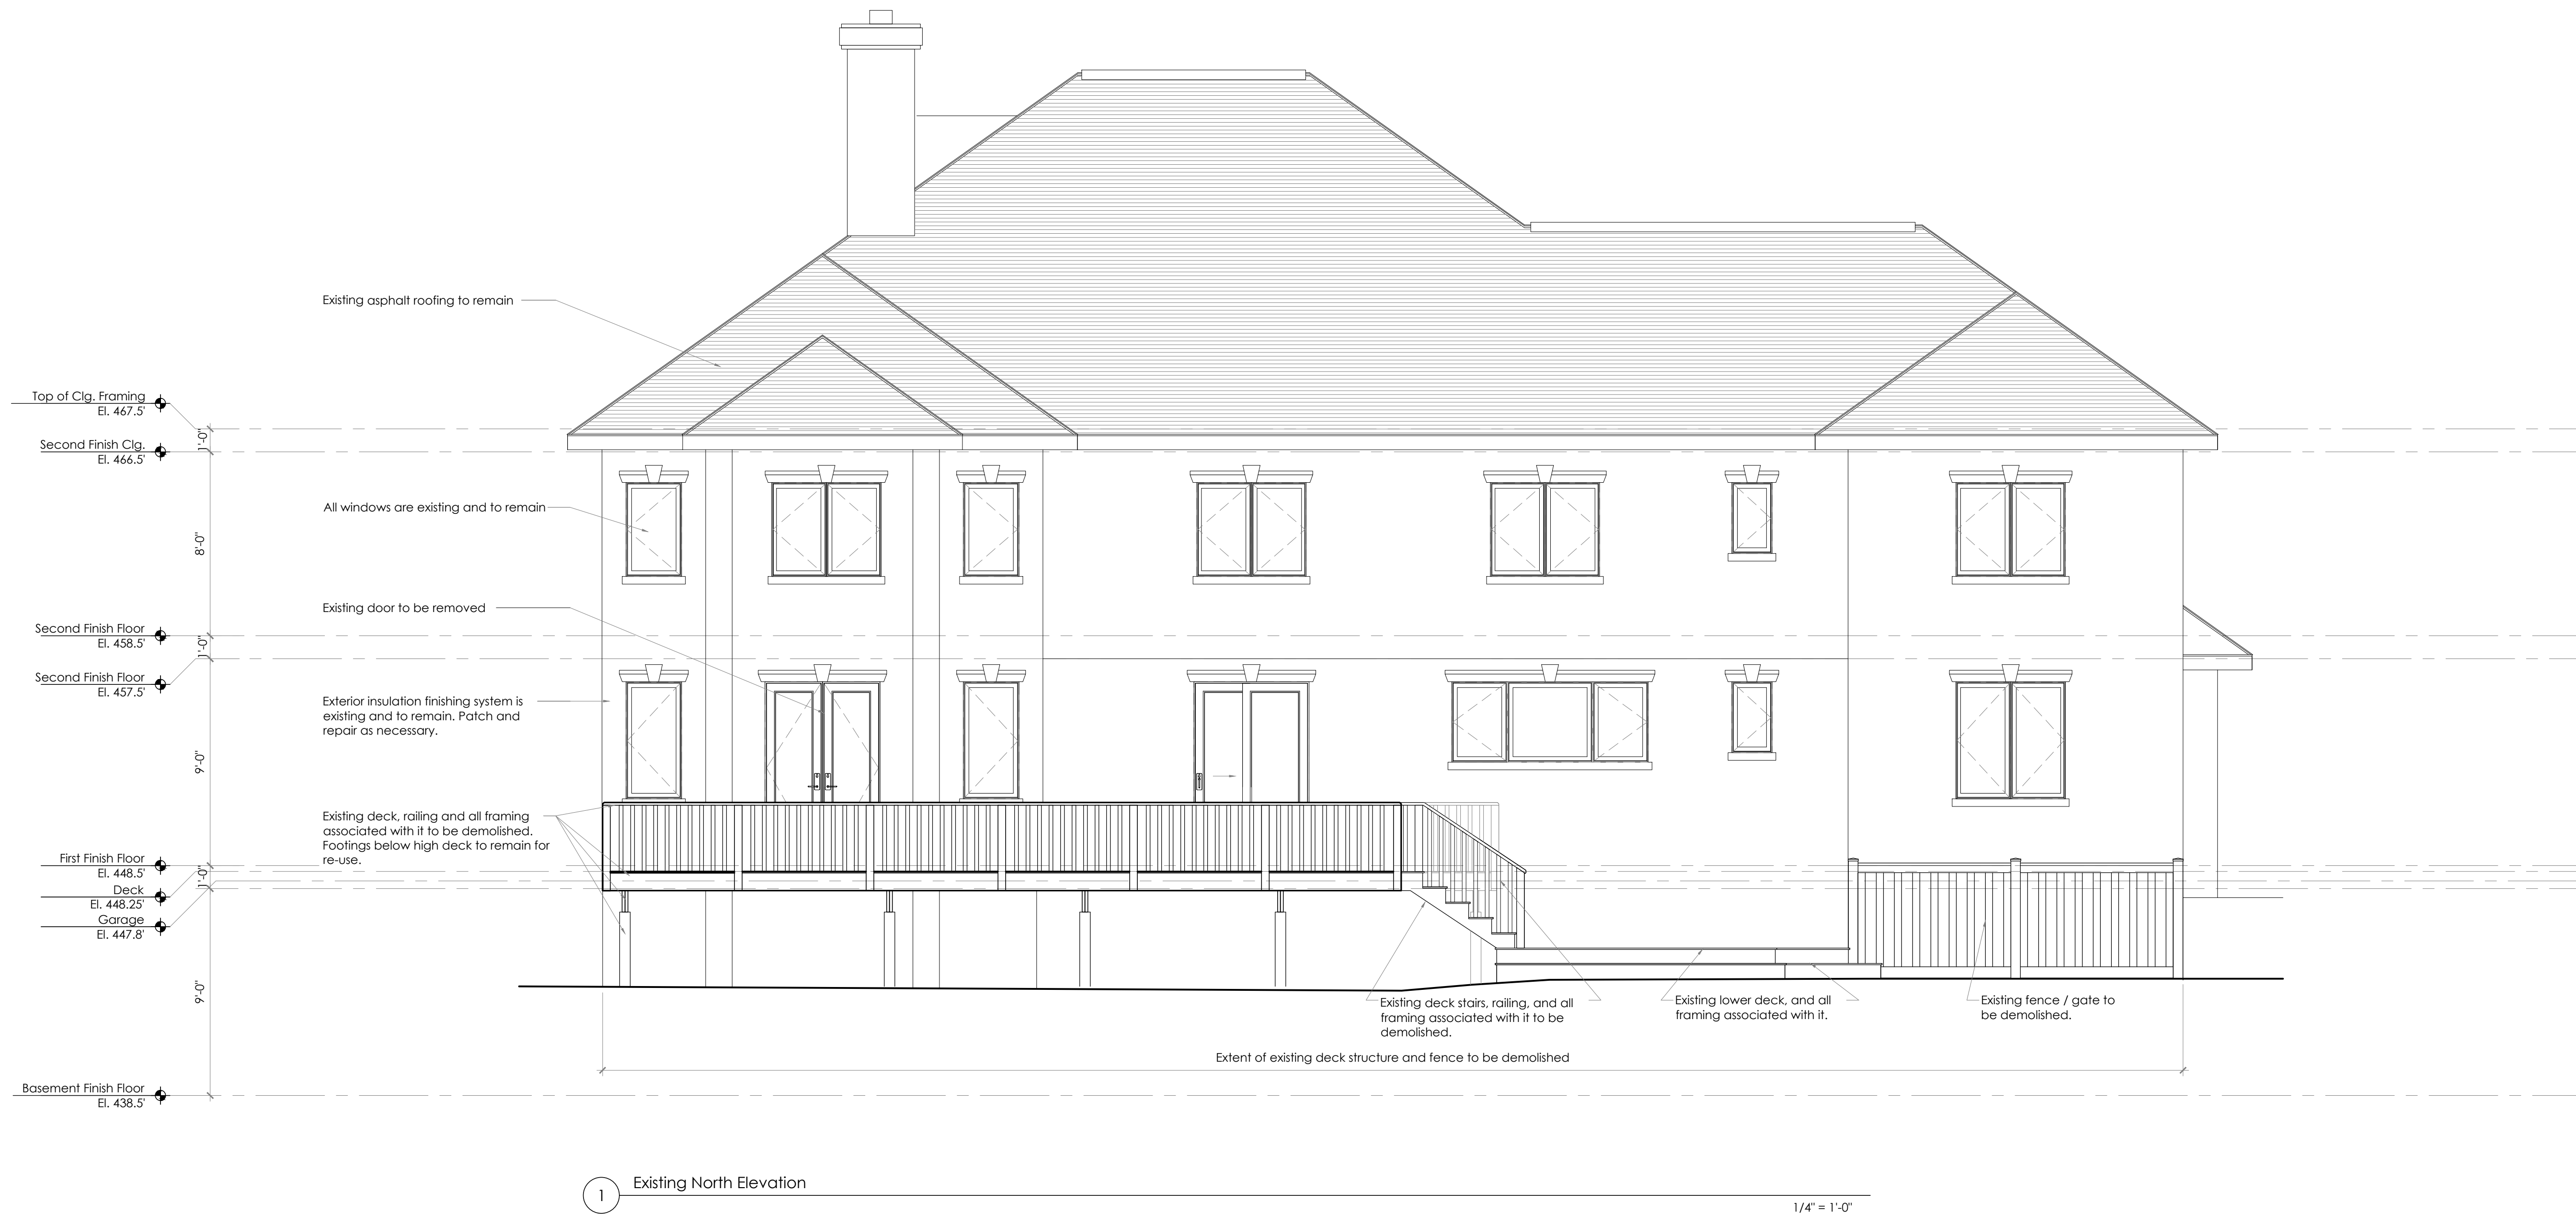 Existing asphalt roofing to remain
Top of Clg. Framing
El. 467.5'
1'-0"
Second Finish Clg.
El. 466.5'
All windows are existing and to remain
8'-0"
Existing door to be removed
Second Finish Floor
El. 458.5'
1'-0"
Second Finish Floor
El. 457.5'
Exterior insulation finishing system is
existing and to remain. Patch and
repair as necessary.
9'-0"
Existing deck, railing and all framing
associated with it to be demolished.
Footings below high deck to remain for
re-use.
First Finish Floor
El. 448.5'
1'-0"
Deck
El. 448.25'
Garage
El. 447.8'
9'-0"
Existing deck stairs, railing, and all
framing associated with it to be
demolished.
Existing lower deck, and all
framing associated with it.
Existing fence / gate to
be demolished.
Extent of existing deck structure and fence to be demolished
Basement Finish Floor
El. 438.5'
1
Existing North Elevation
1/4" = 1'-0"